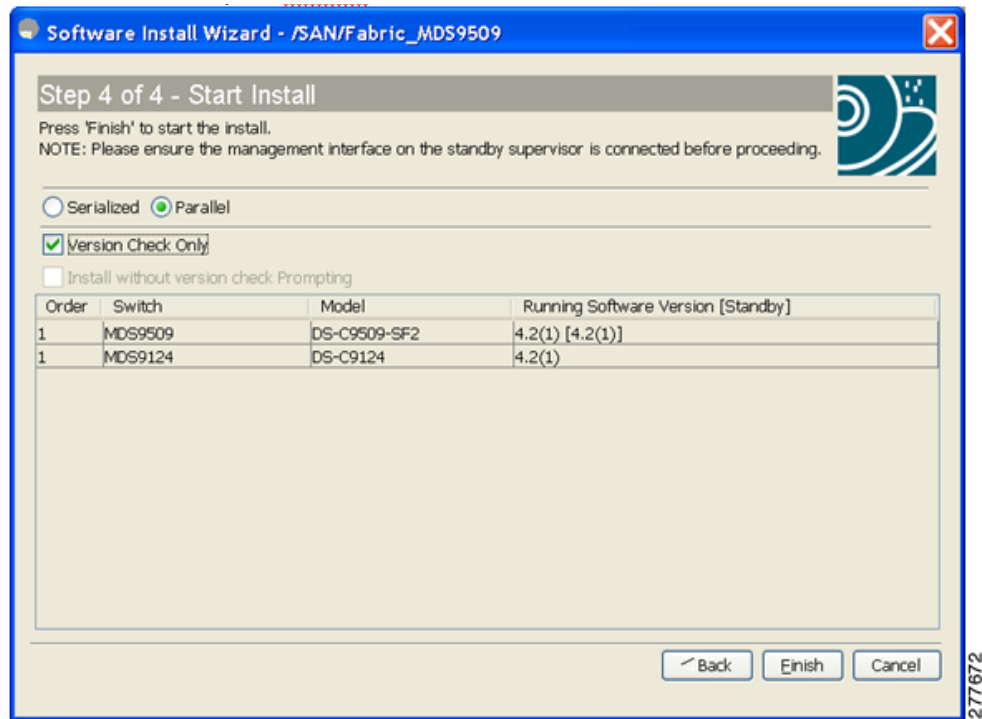 Software Install Wizard - /SAN/Fabric_MDS9509
Step 4 of 4 - Start Install
Press 'Finish' to start the install.
NOTE: Please ensure the management interface on the standby supervisor is connected before proceeding.
Serialized Parallel
Version Check Only
Install without version check Prompting
Order Switch Model Running Software Version [Standby]
1 MDS9509 DS-C9509-SF2 4.2(1) [4.2(1)]
1 MDS9124 DS-C9124 4.2(1)
Back Finish Cancel
277672